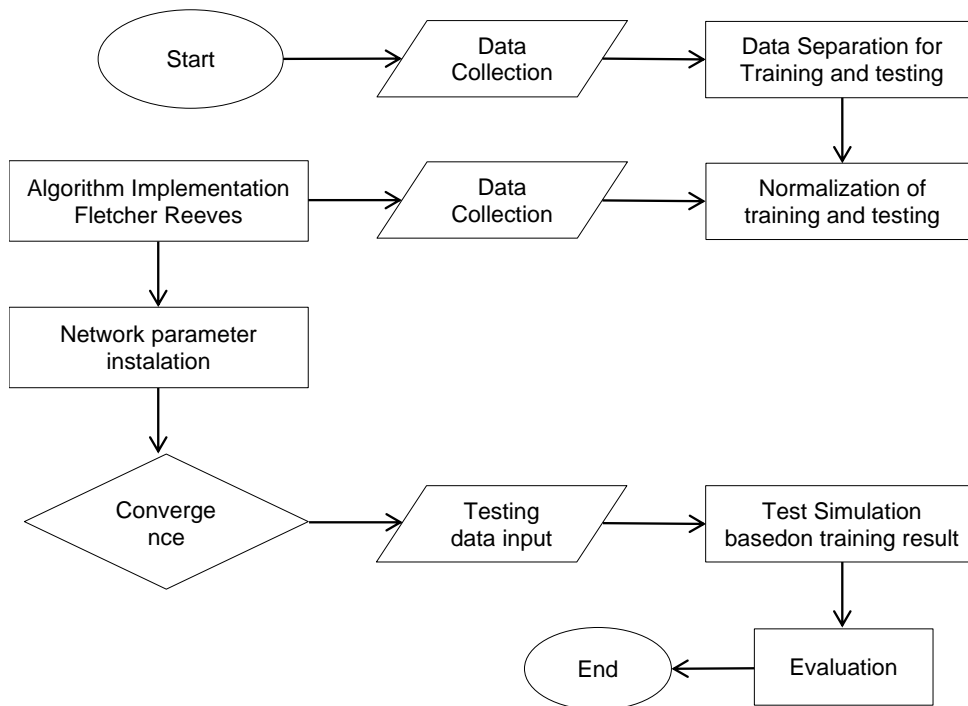 Start
Data
Collection
Data Separation for
Training and testing
Algorithm Implementation
Fletcher Reeves
Data
Collection
Normalization of
training and testing
Network parameter
instalation
Converge
nce
Testing
data input
Test Simulation
basedon training result
End
Evaluation